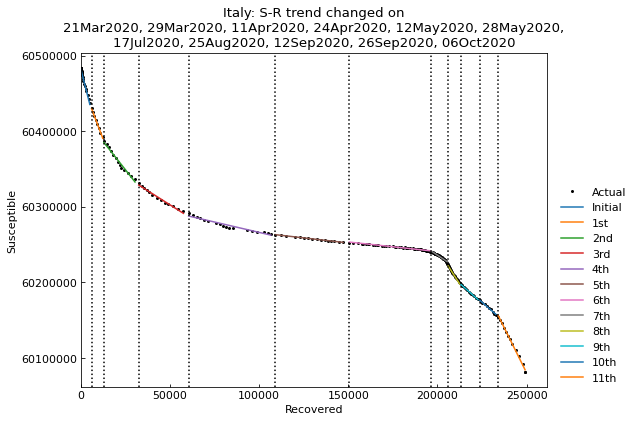 Italy: S-R trend changed on
21Mar2020, 29Mar2020, 11Apr2020, 24Apr2020, 12May2020, 28May2020,
17Jul2020, 25Aug2020, 12Sep2020, 26Sep2020, 06Oct2020
60500000
60400000
60300000
60200000
60100000
Susceptible
0
50000
100000
150000
200000
250000
Recovered
Actual
Initial
1st
2nd
3rd
4th
5th
6th
7th
8th
9th
10th
11th